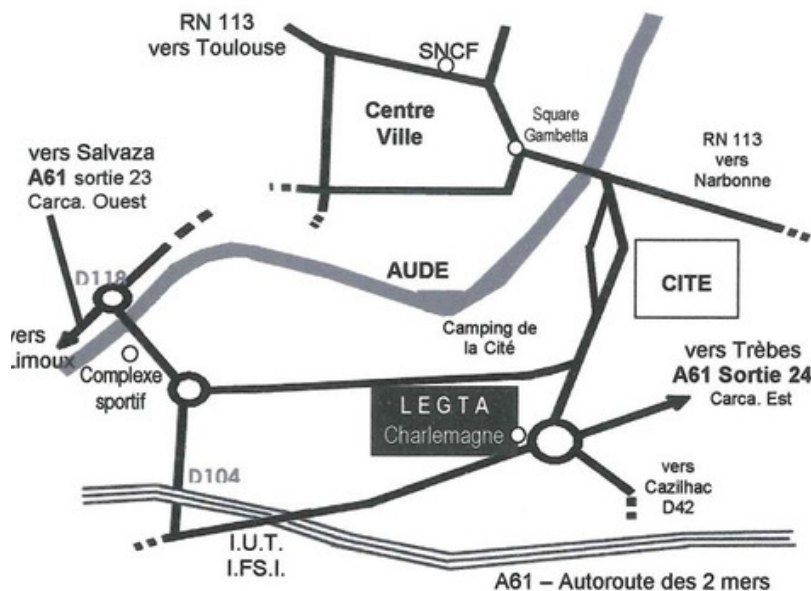 RN 113
vers Toulouse
SNCF
Centre
Ville
Square
Gambetta
RN 113
vers
Narbonne
vers Salvaza
A61 sortie 23
Carca. Ouest
D118
AUDE
CITE
Camping de
la Cité
vers
Limoux
Complexe
sportif
vers Trèbes
A61 Sortie 24
Carca. Est
LEGTA
Charlemagne
D104
vers
Cazilhac
D42
I.U.T.
I.FS.I.
A61 – Autoroute des 2 mers